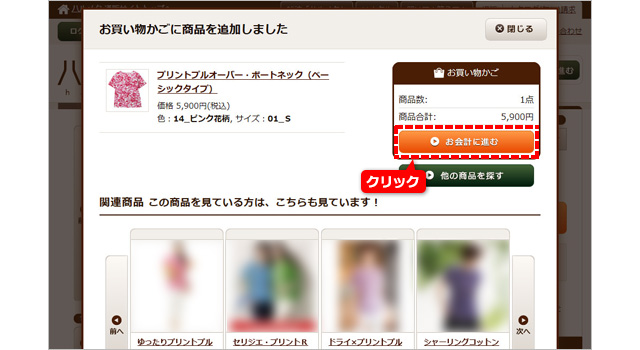 お買い物かごに商品を追加しました
閉じる
プリントプルオーバー・ボートネック（ベー
シックタイプ）
価格 5,900円(税込)
色：14_ピンク花柄, サイズ：01_S
お買い物かご
商品数: 1点
商品合計: 5,900円
お会計に進む
クリック
他の商品を探す
関連商品 この商品を見ている方は、こちらも見ています！
前へ
次へ
ゆったりプリントプル
セリジエ・プリントR
ドライ×プリントプル
シャーリングコットン